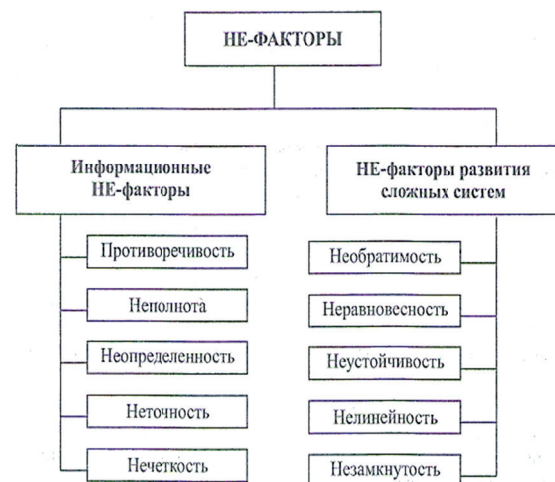 НЕ-ФАКТОРЫ
Информационные
НЕ-факторы
Противоречивость
Неполнота
Неопределенность
Неточность
Нечеткость
НЕ-факторы развития
сложных систем
Необратимость
Неравновесность
Неустойчивость
Нелинейность
Незамкнутость